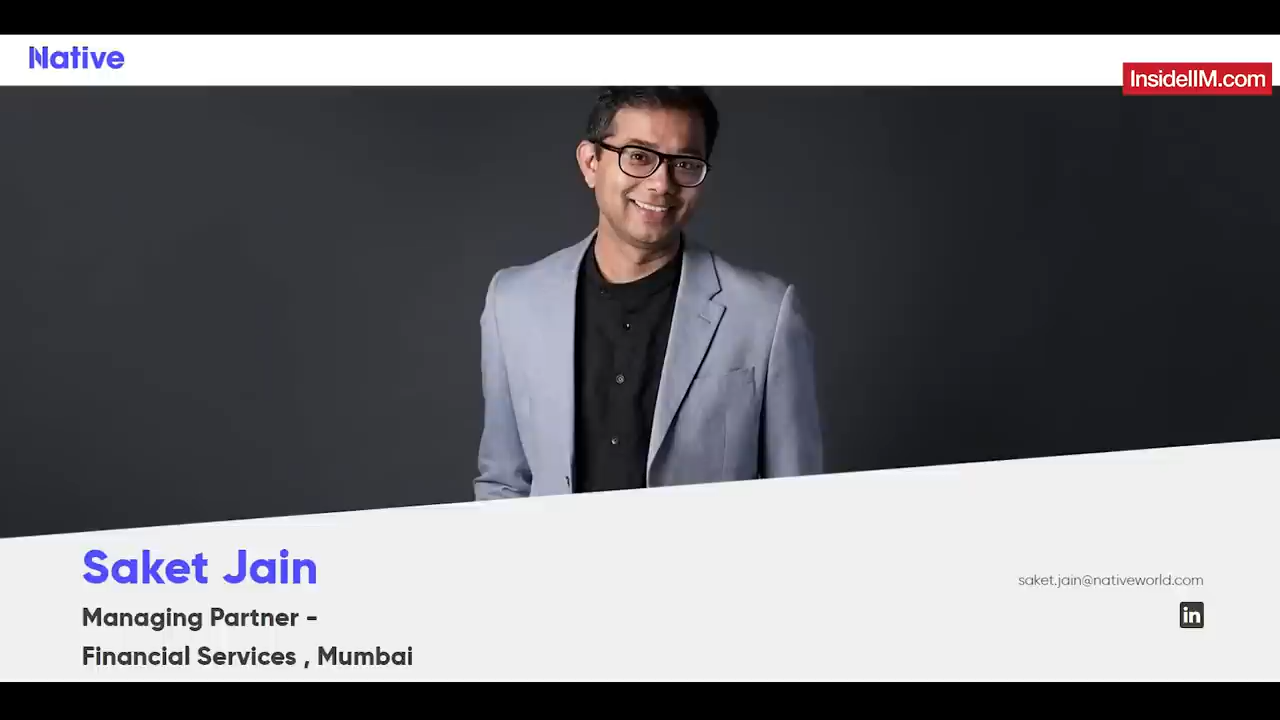 Native
InsideIIM.com
Saket Jain
Managing Partner -
Financial Services , Mumbai
saket.jain@nativeworld.com
in